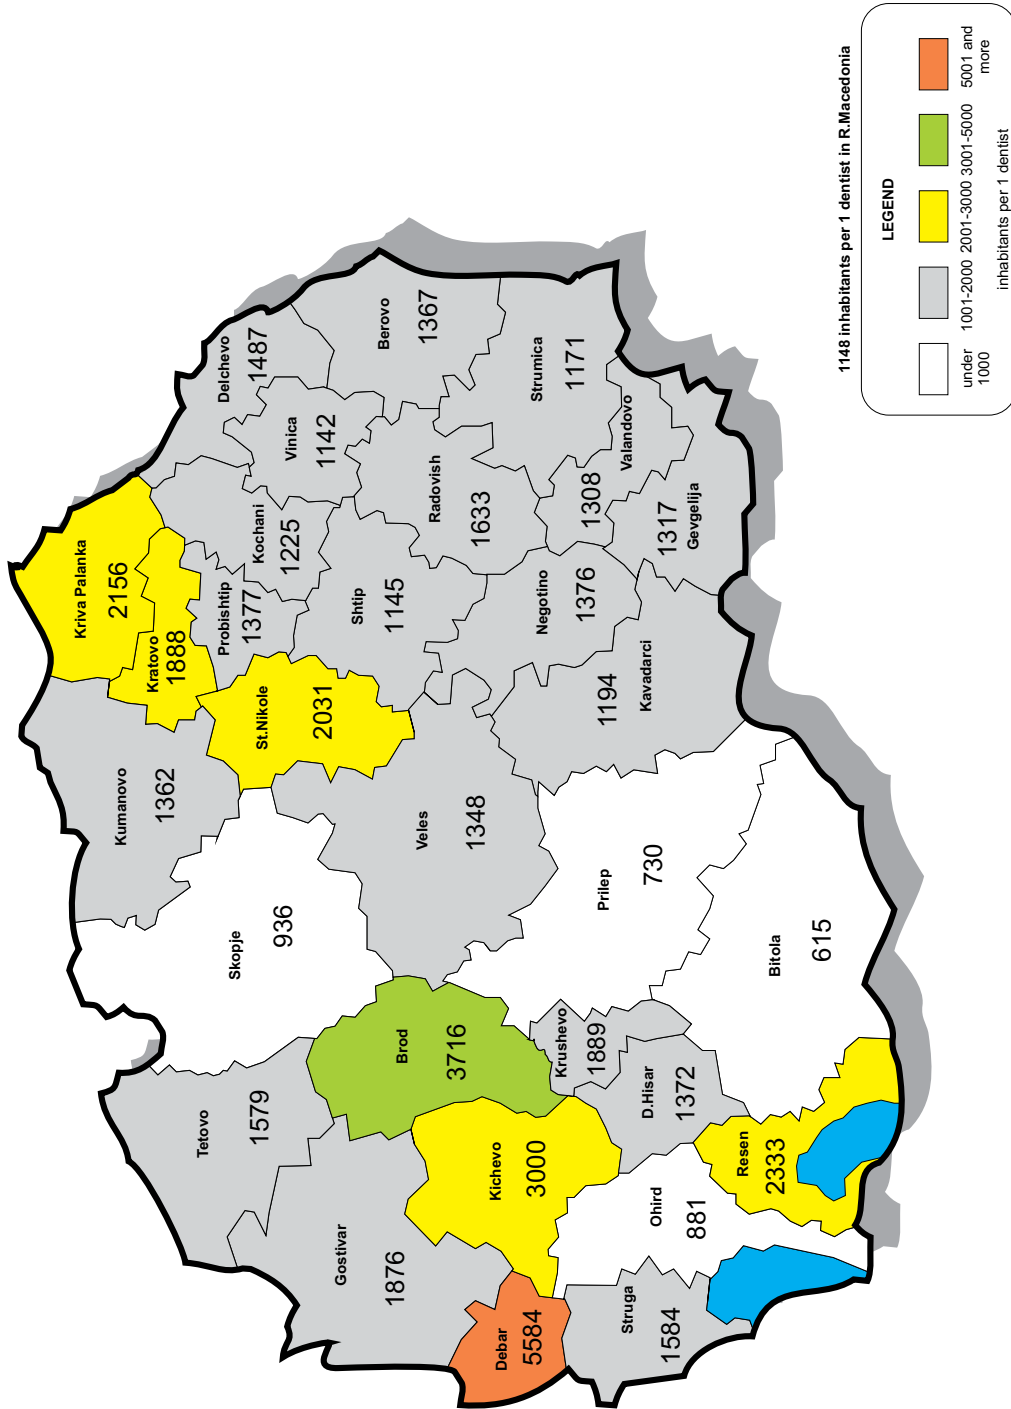 Kriva Palanka
2156
Kratovo
1888
Delchevo
1487
Kumanovo
1362
Probishtip
1377
Kochani
1225
Vinica
1142
Berovo
1367
St.Nikole
2031
Shtip
1145
Radovish
1633
Strumica
1171
Skopje
936
Veles
1348
Negotino
1376
1308
Valandovo
1317
Gevgelija
1194
Kavadarci
Tetovo
1579
Brod
3716
Prilep
730
Gostivar
1876
Kichevo
3000
Krushevo
1889
D.Hisar
1372
Bitola
615
Debar
5584
Struga
1584
Ohird
881
Resen
2333
1148 inhabitants per 1 dentist in R.Macedonia
LEGEND
under
1000
1001-2000
2001-3000
3001-5000
5001 and
more
inhabitants per 1 dentist